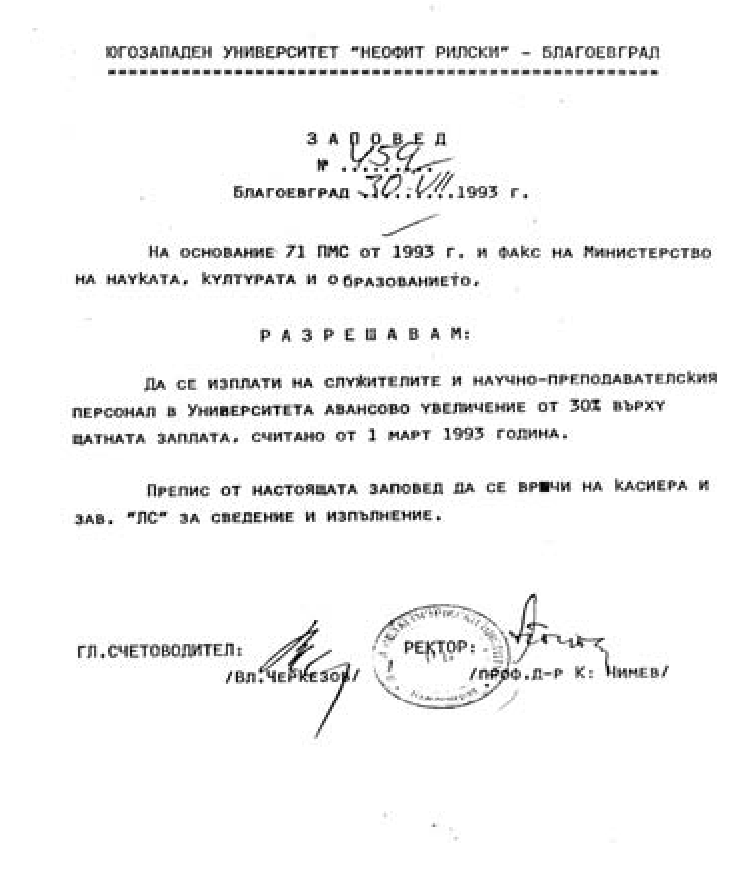 ЮГОЗАПАДЕН УНИВЕРСИТЕТ "НЕОФИТ РИЛСКИ" - БЛАГОЕВГРАД
З А П О В Е Д
№ 459
БЛАГОЕВГРАД 30.VII.1993 г.
НА ОСНОВАНИЕ 71 ПМС ОТ 1993 г. И ФАКС НА МИНИСТЕРСТВО
НА НАУКАТА, КУЛТУРАТА И ОБРАЗОВАНИЕТО,
Р А З Р Е Ш А В А М:
ДА СЕ ИЗПЛАТИ НА СЛУЖИТЕЛИТЕ И НАУЧНО-ПРЕПОДАВАТЕЛСКИЯ
ПЕРСОНАЛ В УНИВЕРСИТЕТА АВАНСОВО УВЕЛИЧЕНИЕ ОТ 30% ВЪРХУ
ЩАТНАТА ЗАПЛАТА, СЧИТАНО ОТ 1 МАРТ 1993 ГОДИНА.
ПРЕПИС ОТ НАСТОЯЩАТА ЗАПОВЕД ДА СЕ ВРЪЧИ НА КАСИЕРА И
ЗАВ. "ЛС" ЗА СВЕДЕНИЕ И ИЗПЪЛНЕНИЕ.
ГЛ.СЧЕТОВОДИТЕЛ: РЕКТОР:
/ВЛ.ЧЕРКЕЗОВ/ /ПРОФ.Д-Р К: ЧИМЕВ/